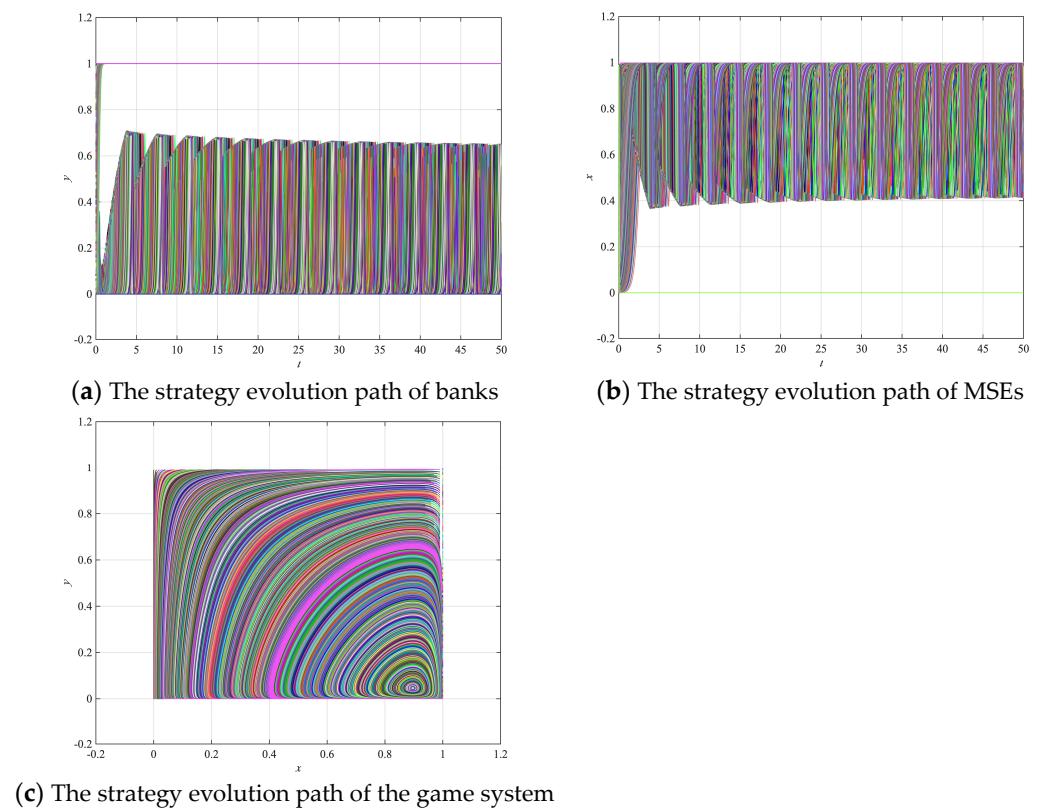 1.2
1
0.8
0.6
y
0.4
0.2
0
-0.2
0 5 10 15 20 25 30 35 40 45 50
t
(a) The strategy evolution path of banks
1.2
1
0.8
0.6
x
0.4
0.2
0
-0.2
0 5 10 15 20 25 30 35 40 45 50
t
(b) The strategy evolution path of MSEs
1.2
1
0.8
0.6
y
0.4
0.2
0
-0.2
-0.2 0 0.2 0.4 0.6 0.8 1 1.2
x
(c) The strategy evolution path of the game system